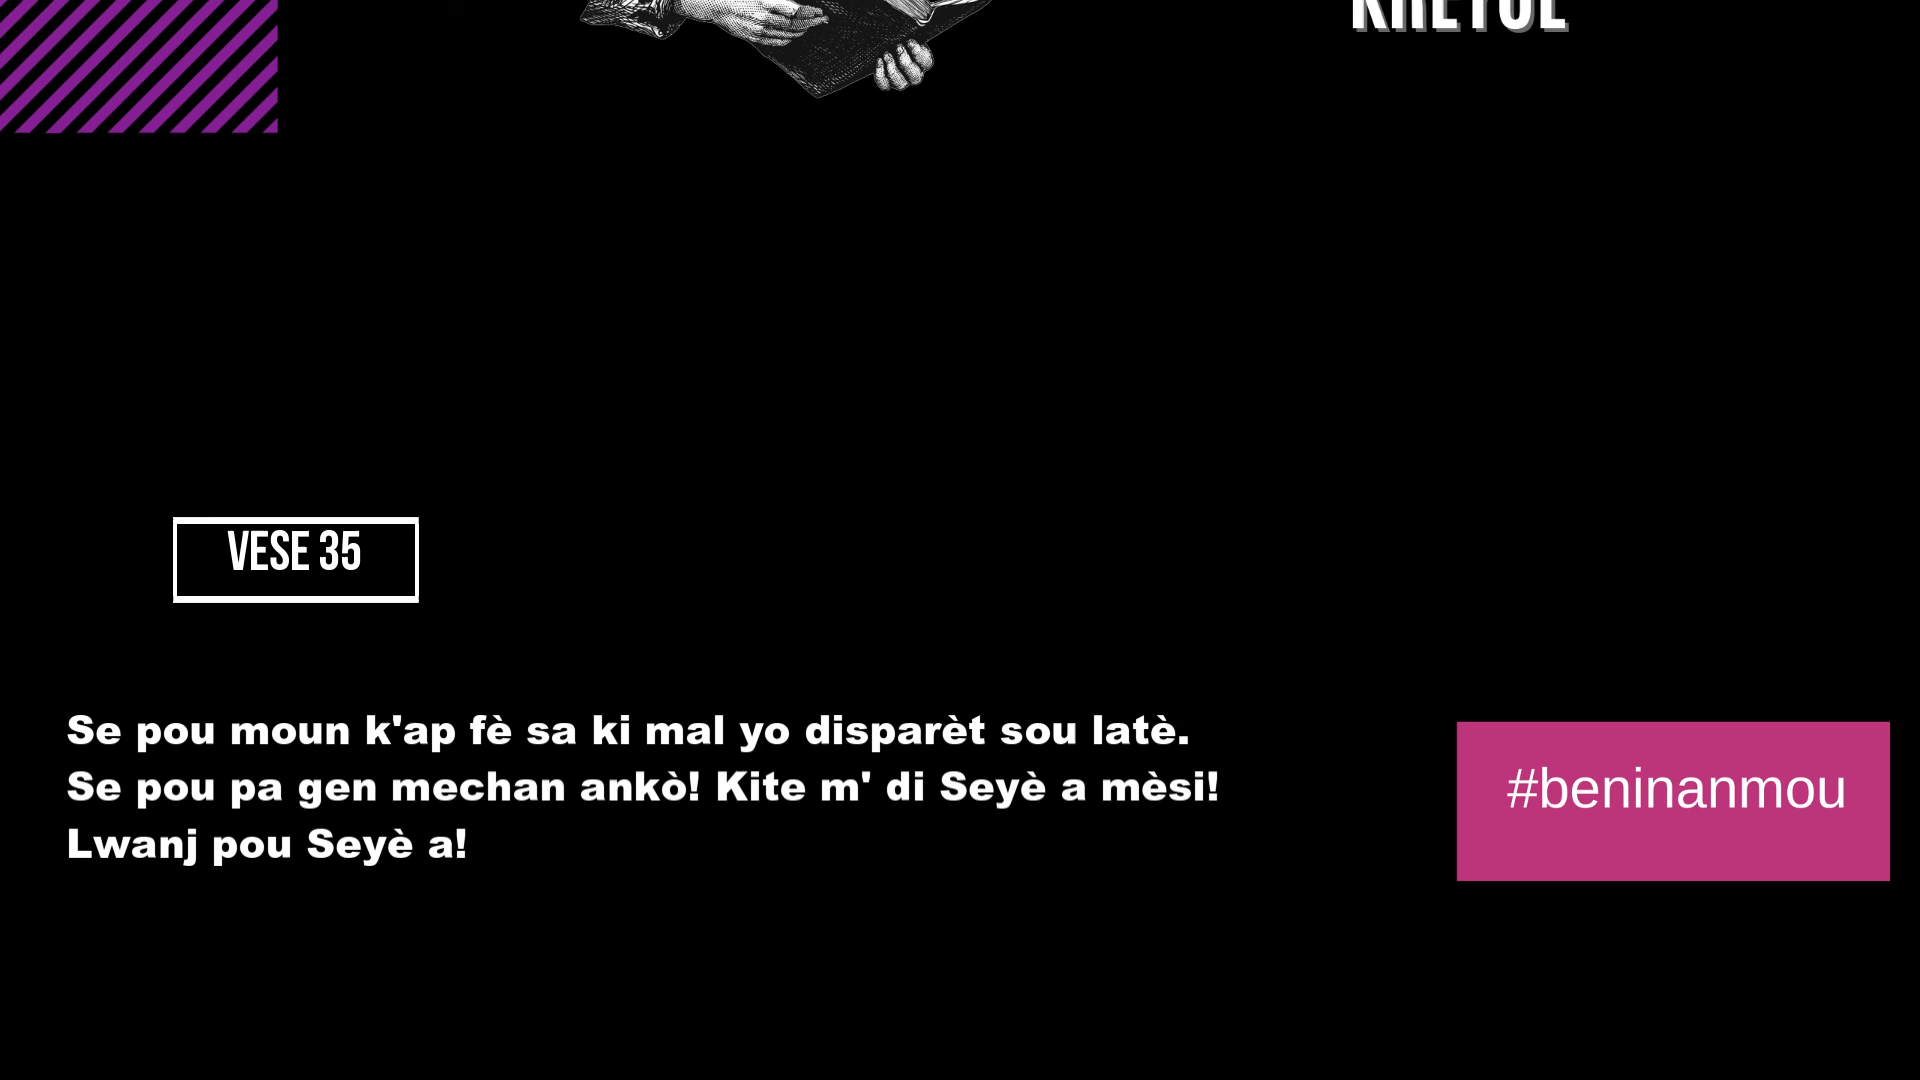 KREYOL
VESE 35
Se pou moun k'ap fè sa ki mal yo disparèt sou latè.
Se pou pa gen mechan ankò! Kite m' di Seyè a mèsi!
Lwanj pou Seyè a!
#beninanmou